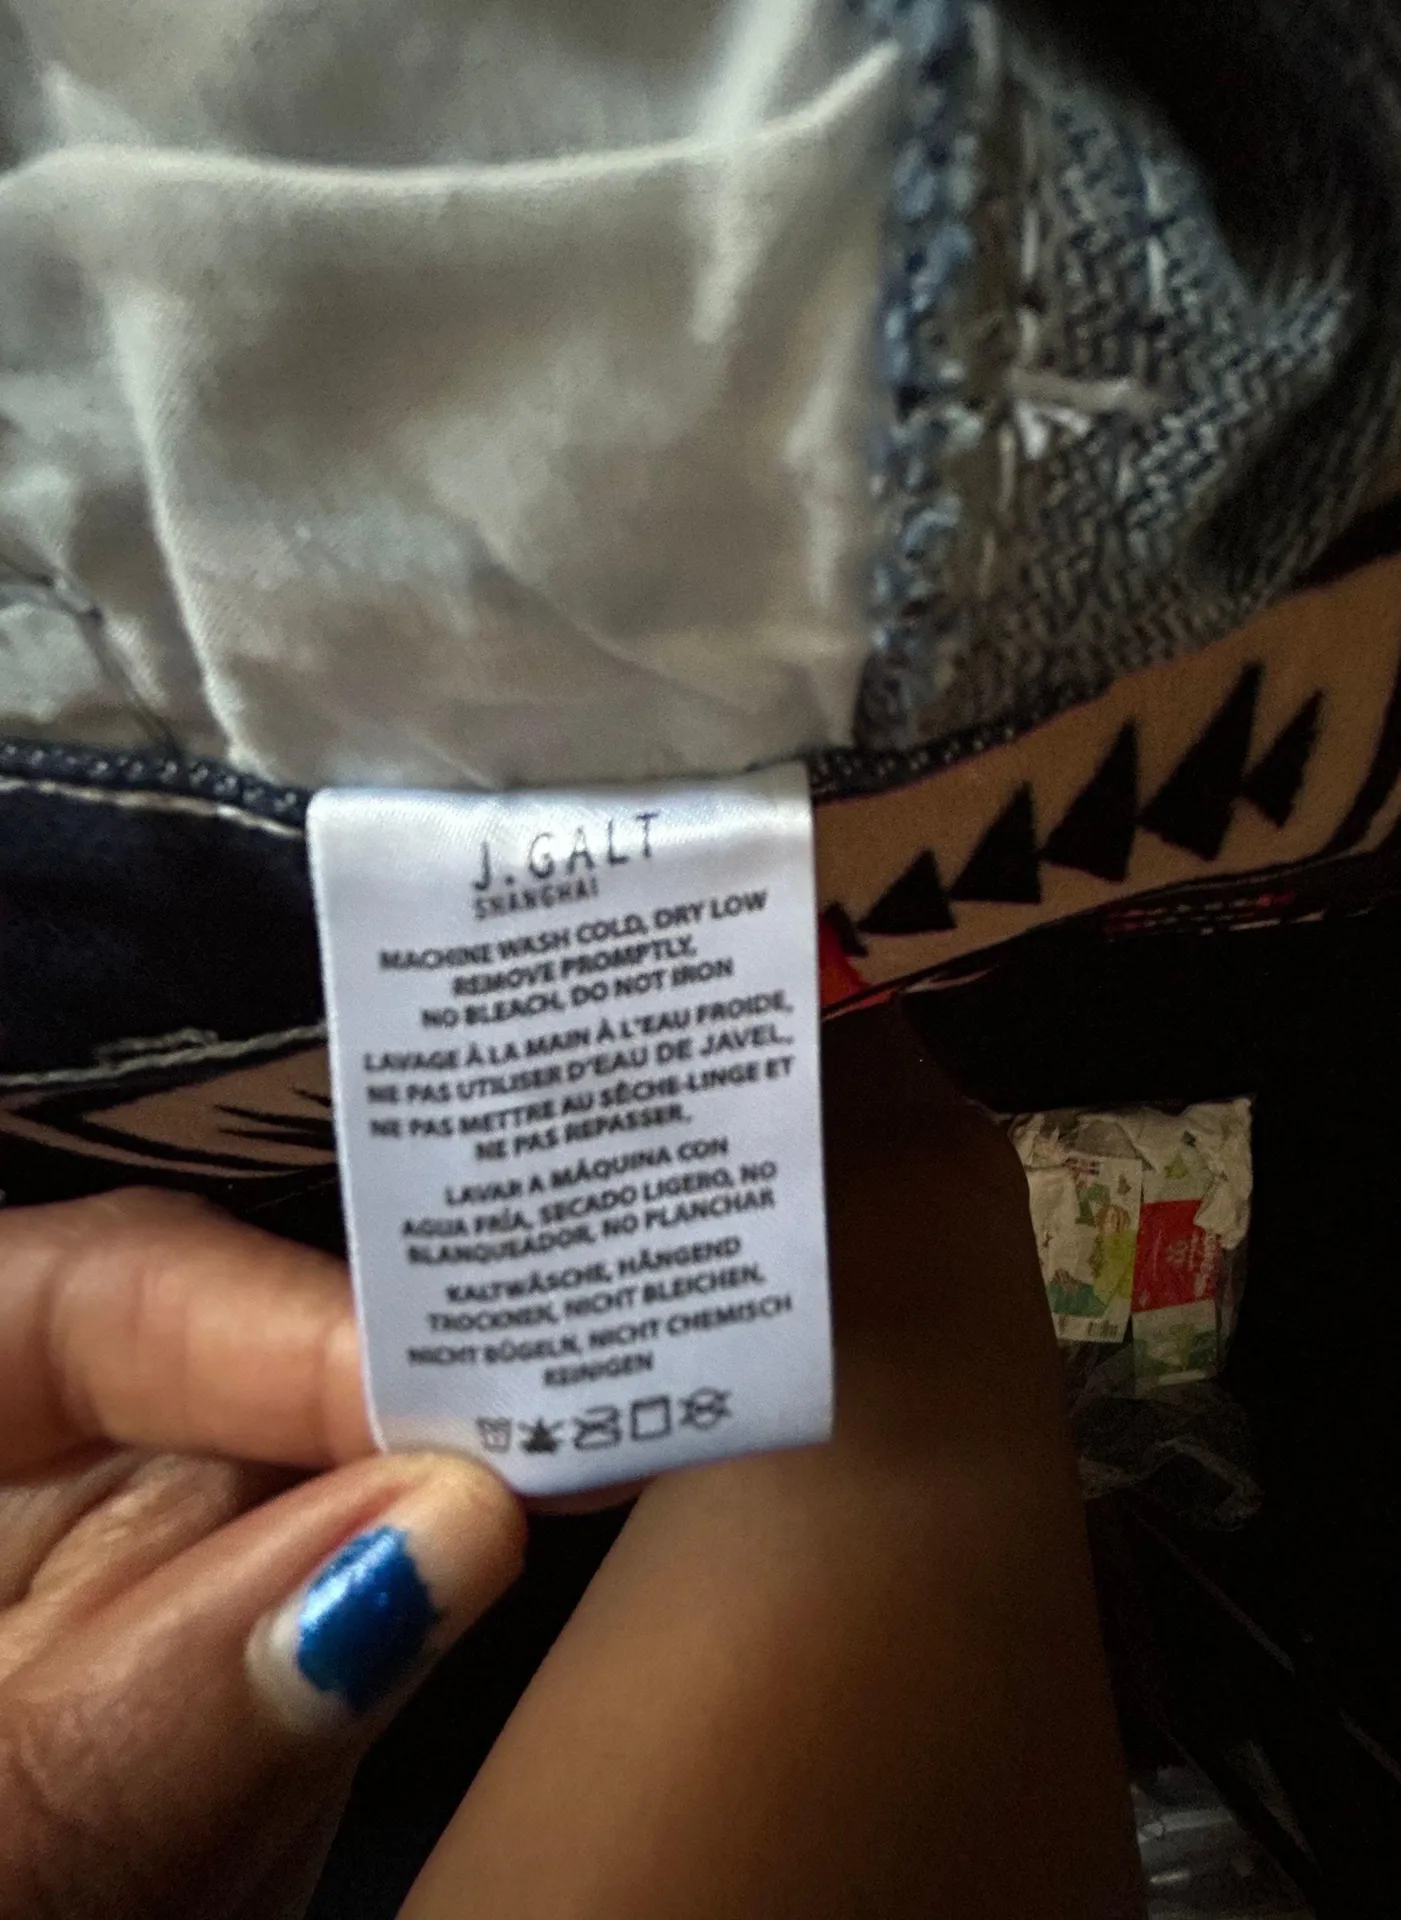 J.GALT
SHANGHAI
MACHINE WASH COLD, DRY LOW
REMOVE PROMPTLY,
NO BLEACH, DO NOT IRON
LAVAGE À LA MAIN À L'EAU FROIDE,
NE PAS UTILISER D'EAU DE JAVEL,
NE PAS METTRE AU SÈCHE-LINGE ET
NE PAS REPASSER.
LAVAR A MÁQUINA CON
AGUA FRÍA, SECADO LIGERO, NO
BLANQUEADOR, NO PLANCHAR
KALTWÄSCHE, HÄNGEND
TROCKNEN, NICHT BLEICHEN,
NICHT BÜGELN, NICHT CHEMISCH
REINIGEN